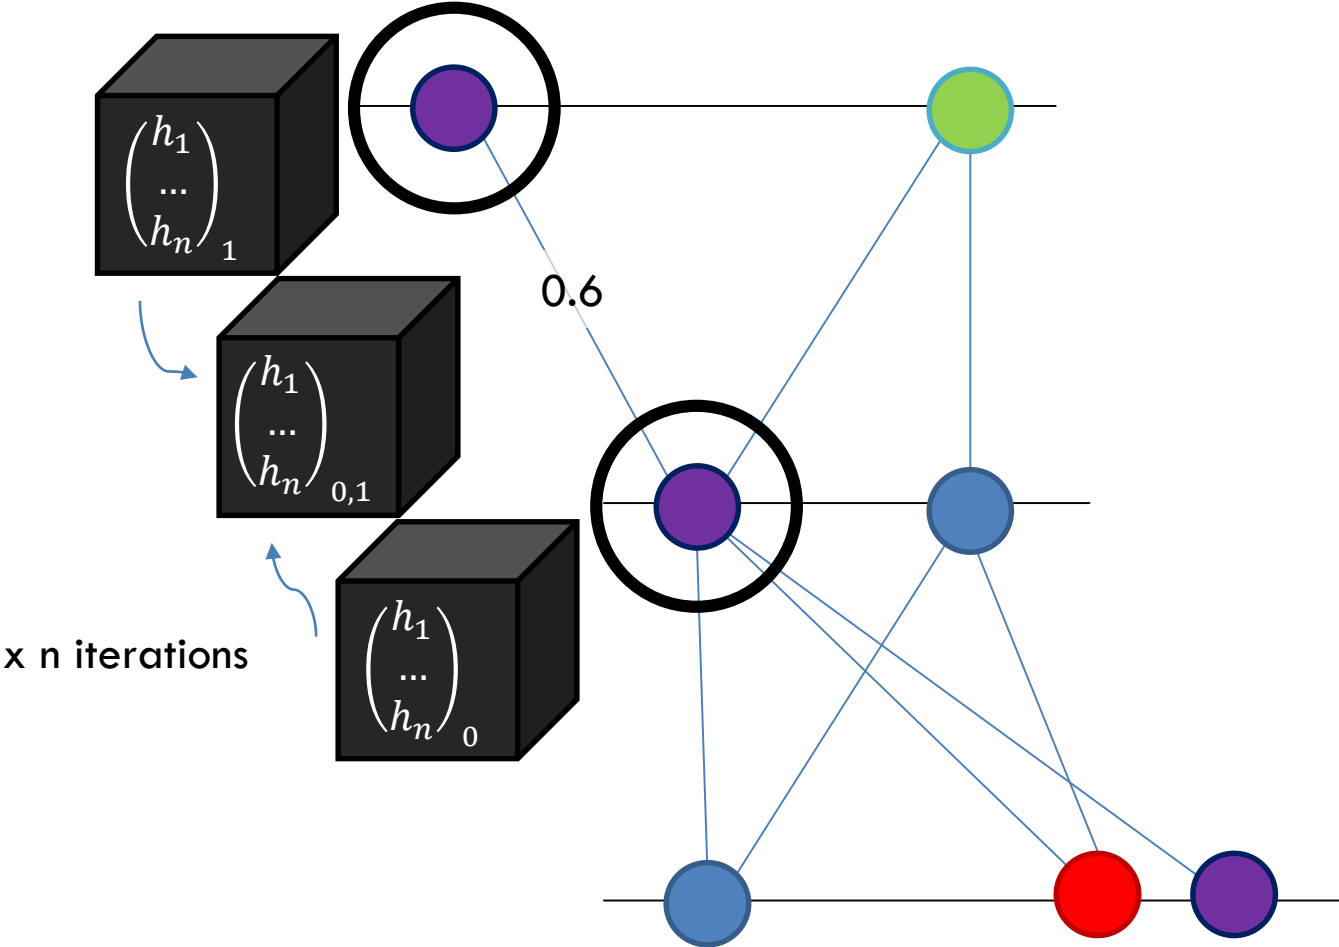 h₁
...
hₙ
1
0.6
h₁
...
hₙ
0,1
h₁
...
hₙ
0
x n iterations